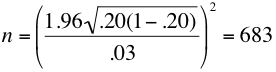 n = (1.96√.20(1−.20) / .03)² = 683